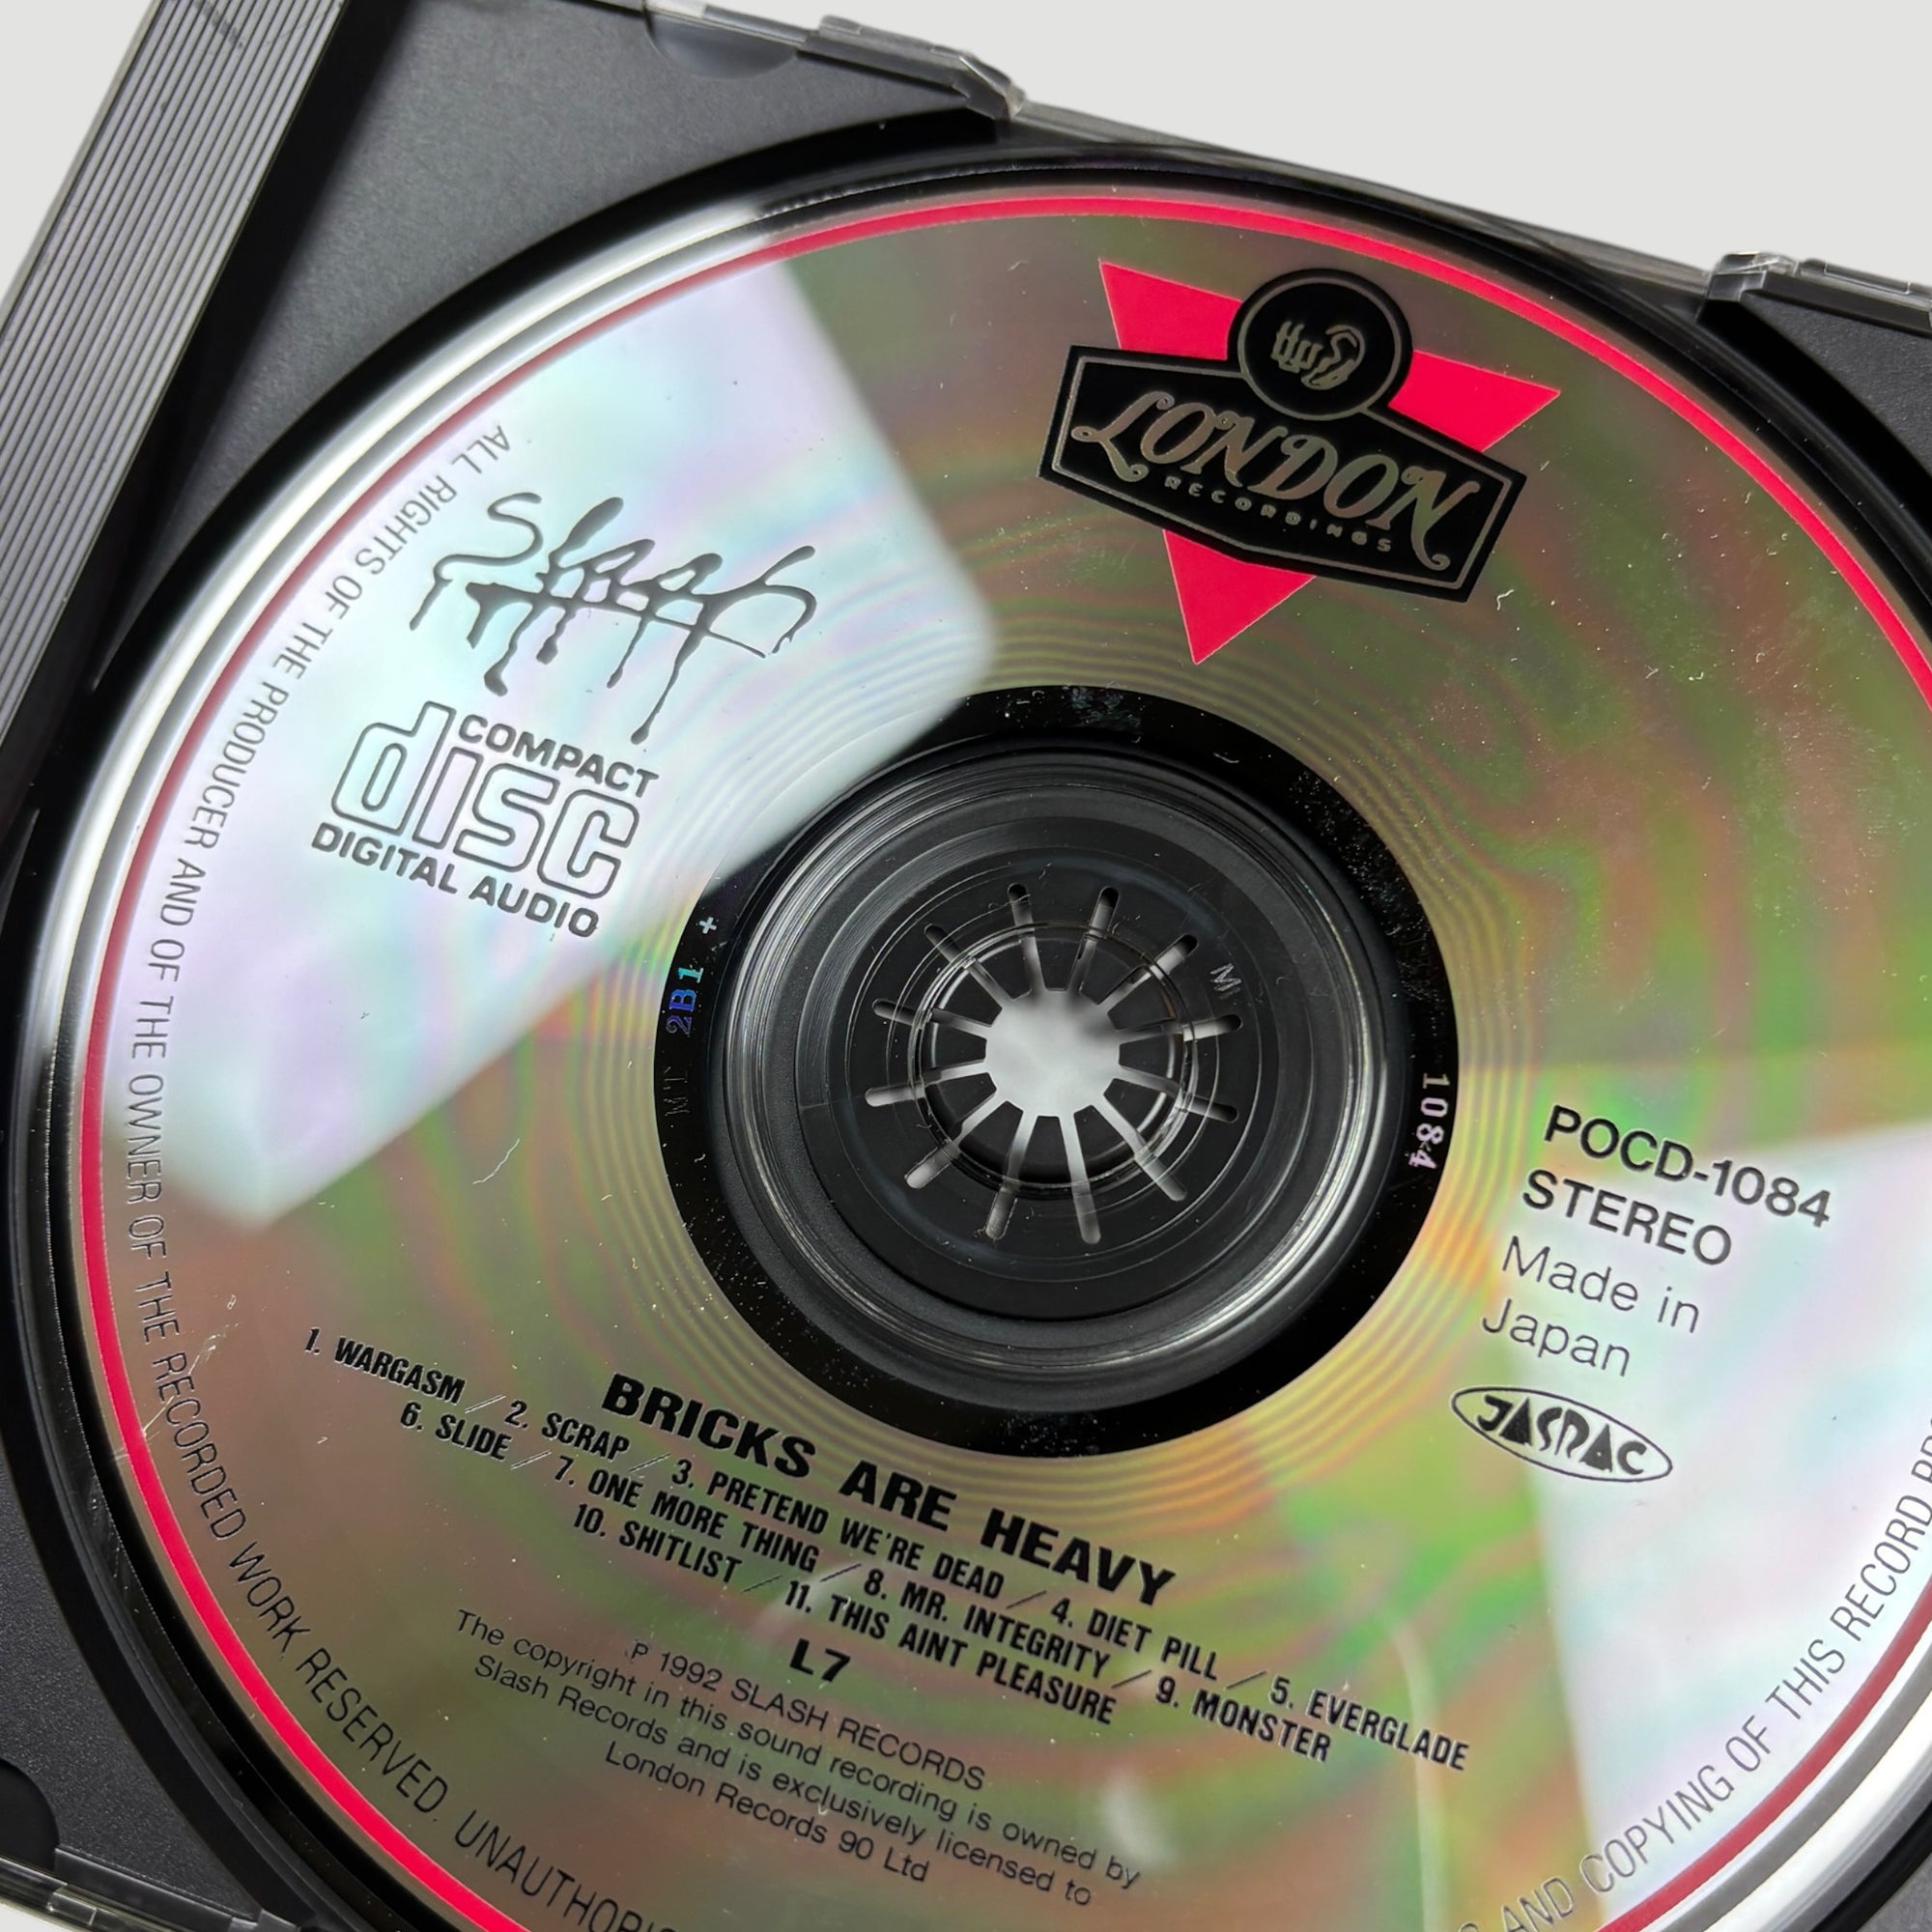 LONDON
RECORDINGS
slash
COMPACT
disc
DIGITAL AUDIO
MT 2B1 +
M
1084
POCD-1084
STEREO
Made in
Japan
JASRAC
BRICKS ARE HEAVY
1. WARGASM / 2. SCRAP / 3. PRETEND WE'RE DEAD / 4. DIET PILL / 5. EVERGLADE
6. SLIDE / 7. ONE MORE THING / 8. MR. INTEGRITY / 9. MONSTER
10. SHITLIST / 11. THIS AINT PLEASURE
L7
℗ 1992 SLASH RECORDS
The copyright in this sound recording is owned by
Slash Records and is exclusively licensed to
London Records 90 Ltd
ALL RIGHTS OF THE PRODUCER AND OF THE OWNER OF THE RECORDED WORK RESERVED. UNAUTHORI
AND COPYING OF THIS RECORD PR